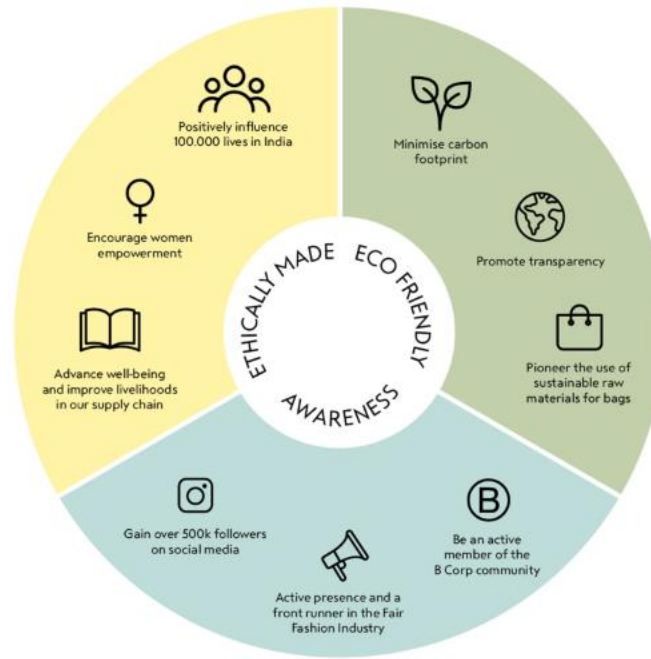 Positively influence
100.000 lives in India
Encourage women
empowerment
Advance well-being
and improve livelihoods
in our supply chain
Minimise carbon
footprint
Promote transparency
Pioneer the use of
sustainable raw
materials for bags
ETHICALLY MADE
ECO FRIENDLY
AWARENESS
Gain over 500k followers
on social media
Active presence and a
front runner in the Fair
Fashion Industry
B
Be an active
member of the
B Corp community